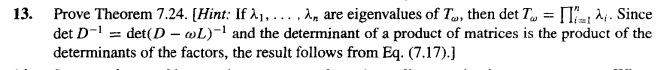 13. Prove Theorem 7.24. [Hint: If λ₁, . . . , λₙ are eigenvalues of T_ω, then det T_ω = ∏ⁿᵢ₌₁ λᵢ. Since
det D⁻¹ = det(D − ωL)⁻¹ and the determinant of a product of matrices is the product of the
determinants of the factors, the result follows from Eq. (7.17).]